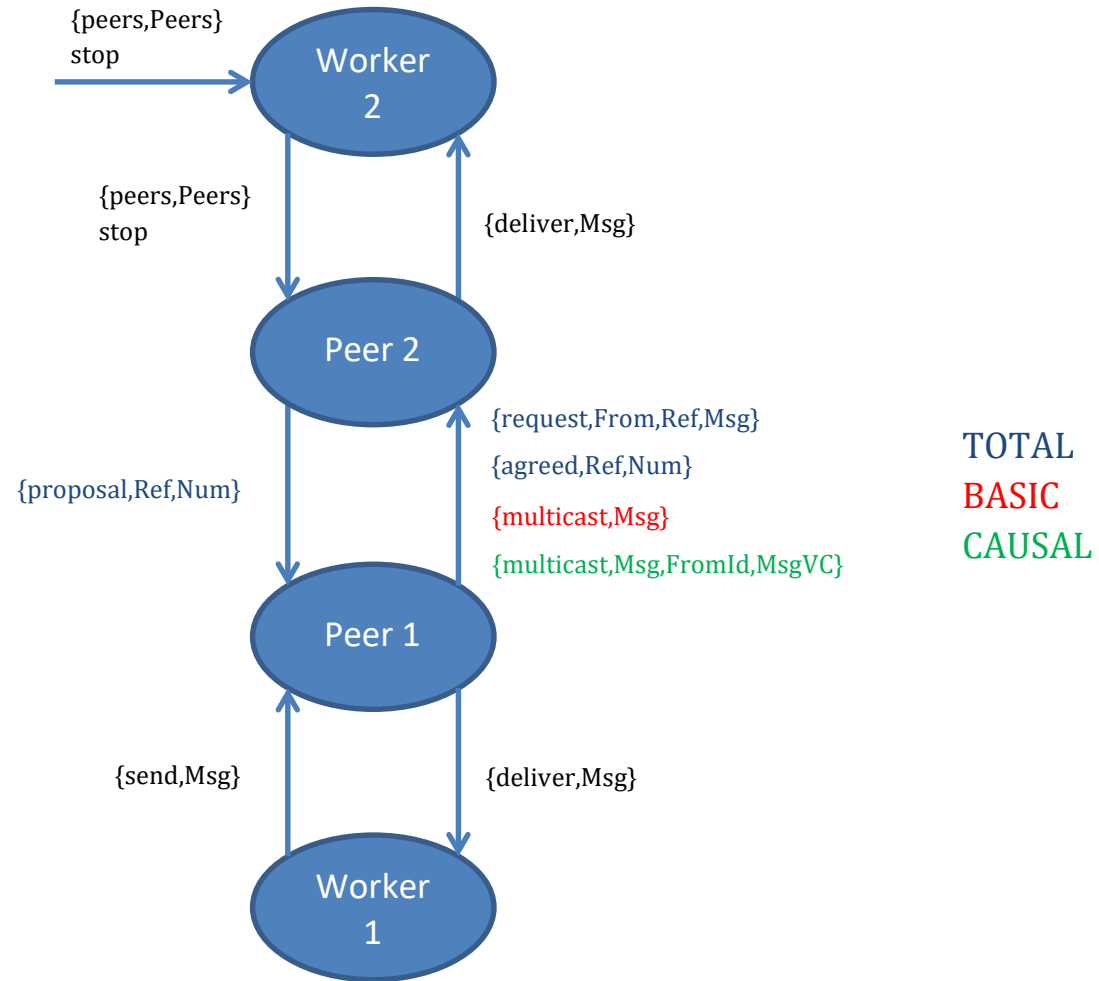 {peers,Peers}
stop
Worker
2
{peers,Peers}
stop
{deliver,Msg}
Peer 2
{request,From,Ref,Msg}
{agreed,Ref,Num}
{proposal,Ref,Num}
{multicast,Msg}
{multicast,Msg,FromId,MsgVC}
TOTAL
BASIC
CAUSAL
Peer 1
{send,Msg}
{deliver,Msg}
Worker
1